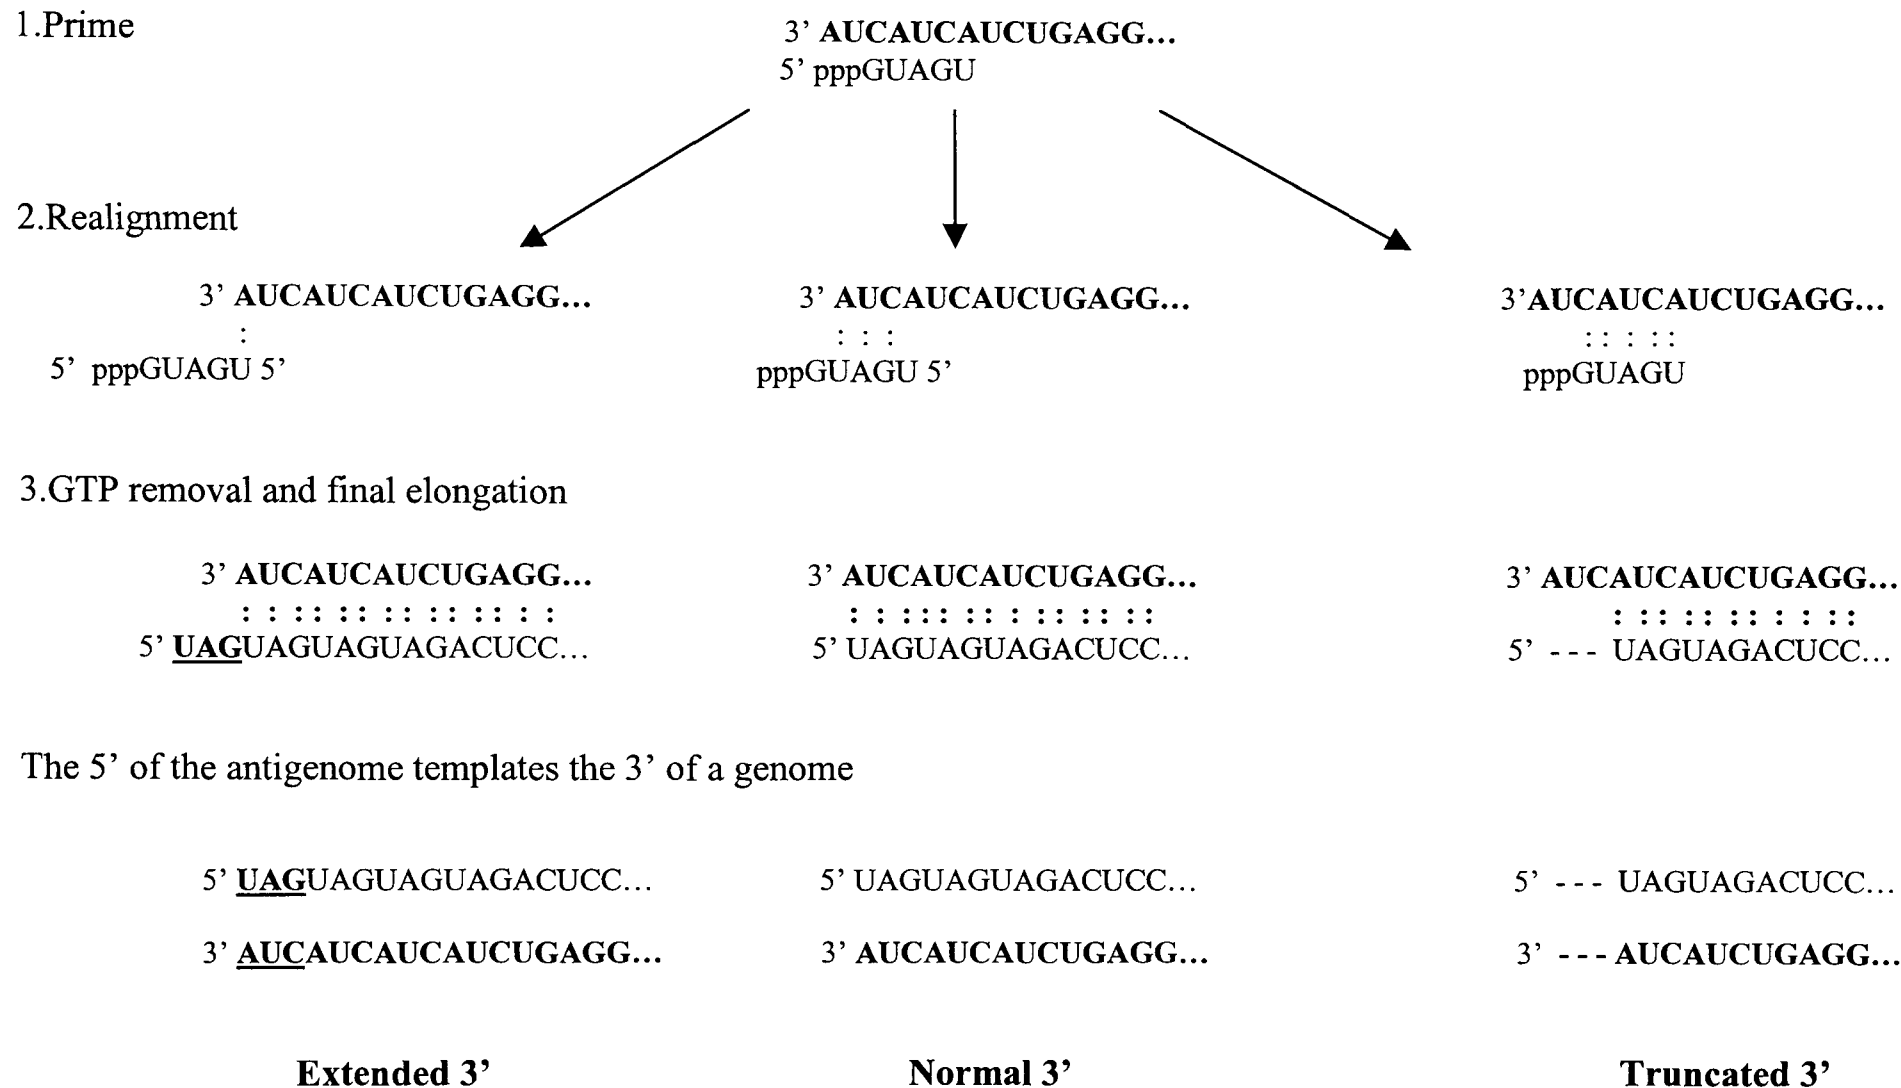 1.Prime
3’ AUCAUCAUCUGAGG...
5’ pppGUAGU
2.Realignment
3’ AUCAUCAUCUGAGG... 3’ AUCAUCAUCUGAGG... 3’AUCAUCAUCUGAGG...
: : : : : : : : :
5’ pppGUAGU 5’ pppGUAGU 5’ pppGUAGU
3.GTP removal and final elongation
3’ AUCAUCAUCUGAGG... 3’ AUCAUCAUCUGAGG... 3’ AUCAUCAUCUGAGG...
: : : : : : : : : : : : : : : : : : : : : : : : : : : : : : : : : : : : : : :
5’ UAGUAGUAGUAGACUCC... 5’ UAGUAGUAGACUCC... 5’ - - - UAGUAGACUCC...
The 5’ of the antigenome templates the 3’ of a genome
5’ UAGUAGUAGUAGACUCC... 5’ UAGUAGUAGACUCC... 5’ - - - UAGUAGACUCC...
3’ AUCAUCAUCAUCUGAGG... 3’ AUCAUCAUCUGAGG... 3’ - - - AUCAUCUGAGG...
Extended 3’ Normal 3’ Truncated 3’